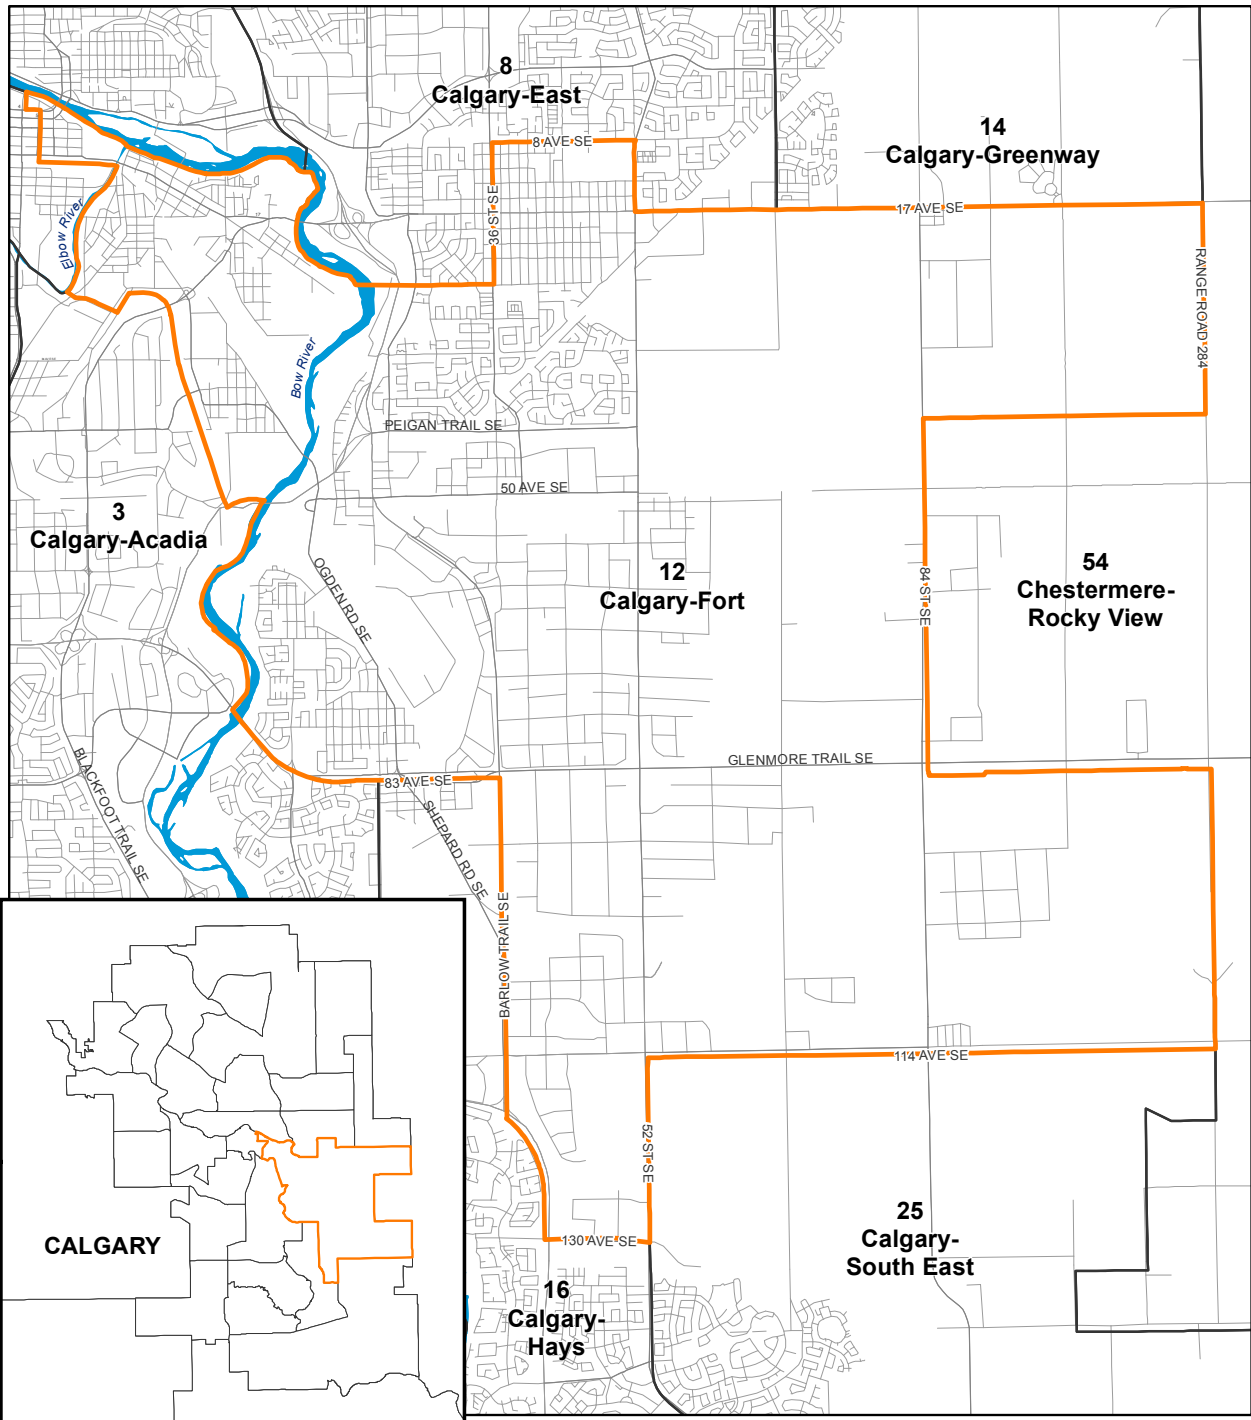 8
Calgary-East
14
Calgary-Greenway
8 AVE SE
36 ST SE
17 AVE SE
Elbow River
RANGE ROAD 284
Bow River
PEIGAN TRAIL SE
50 AVE SE
3
Calgary-Acadia
12
Calgary-Fort
54
Chestermere-
Rocky View
OGDEN RD SE
84 ST SE
GLENMORE TRAIL SE
83 AVE SE
BLACKFOOT TRAIL SE
SHEPARD RD SE
BARLOW TRAIL SE
114 AVE SE
52 ST SE
130 AVE SE
25
Calgary-
South East
CALGARY
16
Calgary-
Hays